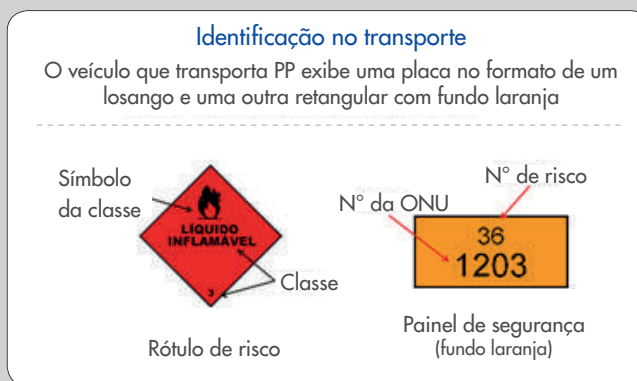 Identificação no transporte
O veículo que transporta PP exibe uma placa no formato de um
losango e uma outra retangular com fundo laranja
Símbolo
da classe
LÍQUIDO
INFLAMÁVEL
3
Classe
Rótulo de risco
N° de risco
N° da ONU
36
1203
Painel de segurança
(fundo laranja)